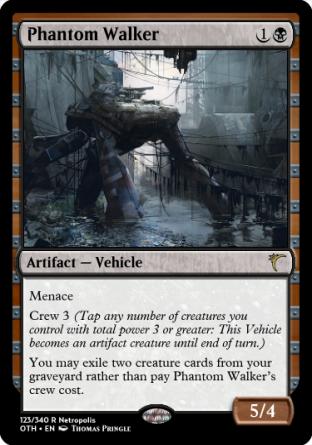 Phantom Walker 1
Artifact — Vehicle
Menace
Crew 3 (Tap any number of creatures you
control with total power 3 or greater: This Vehicle
becomes an artifact creature until end of turn.)
You may exile two creature cards from your
graveyard rather than pay Phantom Walker's
crew cost.
5/4
123/340 R Netropolis
OTH • EN Thomas Pringle